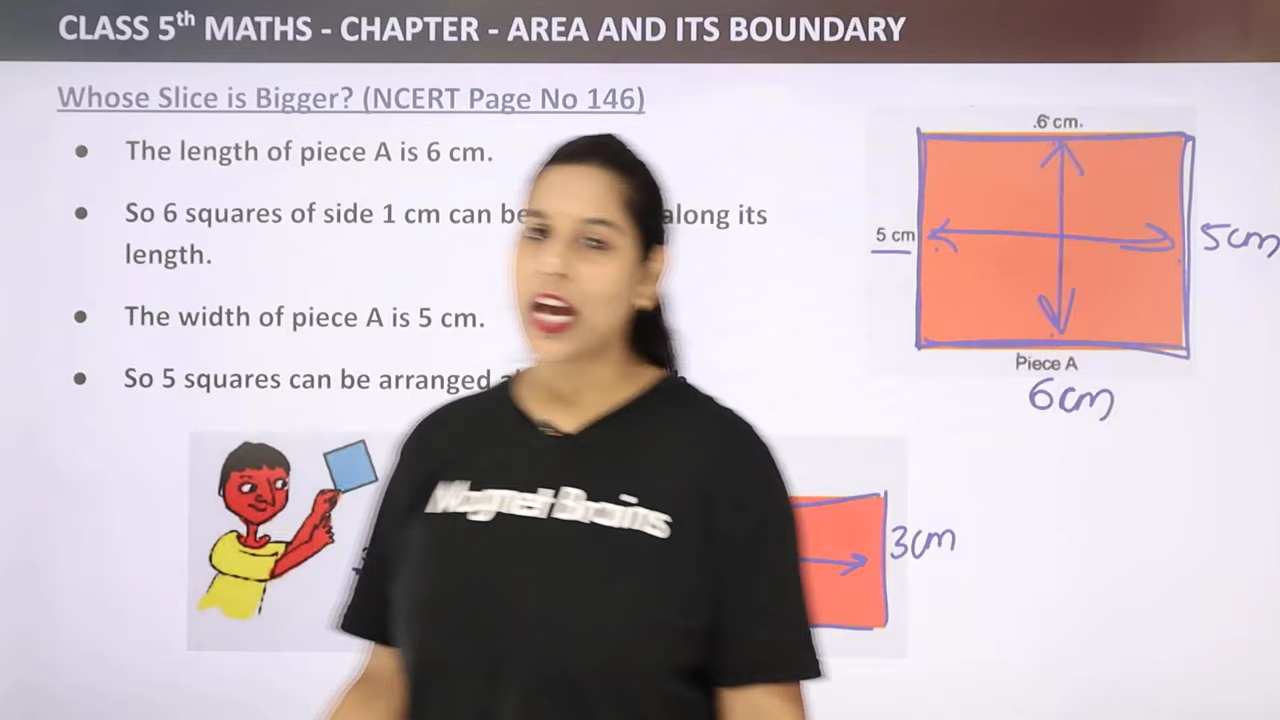 CLASS 5th MATHS - CHAPTER - AREA AND ITS BOUNDARY
Whose Slice is Bigger? (NCERT Page No 146)
● The length of piece A is 6 cm.
● So 6 squares of side 1 cm can be along its
length.
● The width of piece A is 5 cm.
● So 5 squares can be arranged
.6 cm.
5 cm
5cm
Piece A
6cm
3cm
Magnet Brains